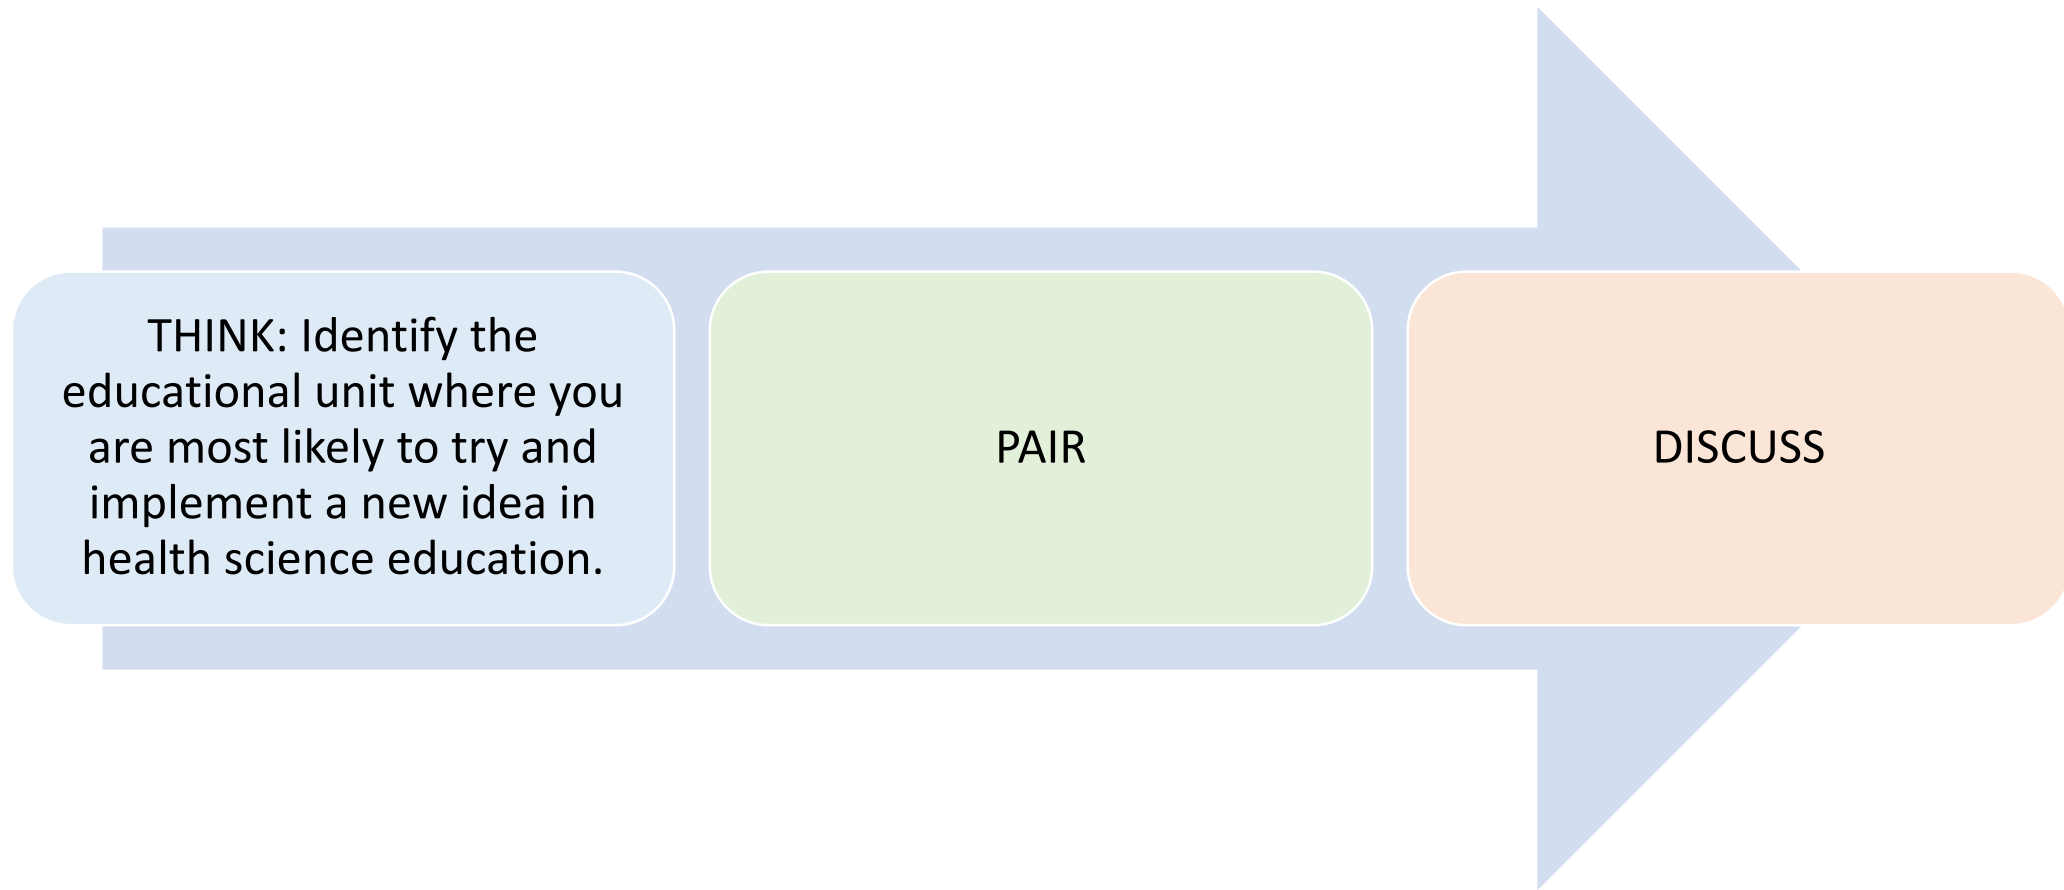 THINK: Identify the
educational unit where you
are most likely to try and
implement a new idea in
health science education.
PAIR
DISCUSS